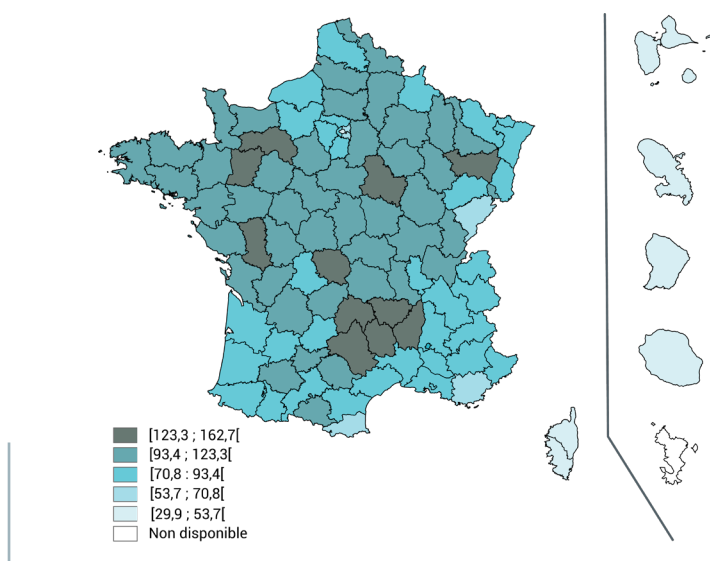 [123,3 ; 162,7[
[93,4 ; 123,3[
[70,8 : 93,4[
[53,7 ; 70,8[
[29,9 ; 53,7[
Non disponible